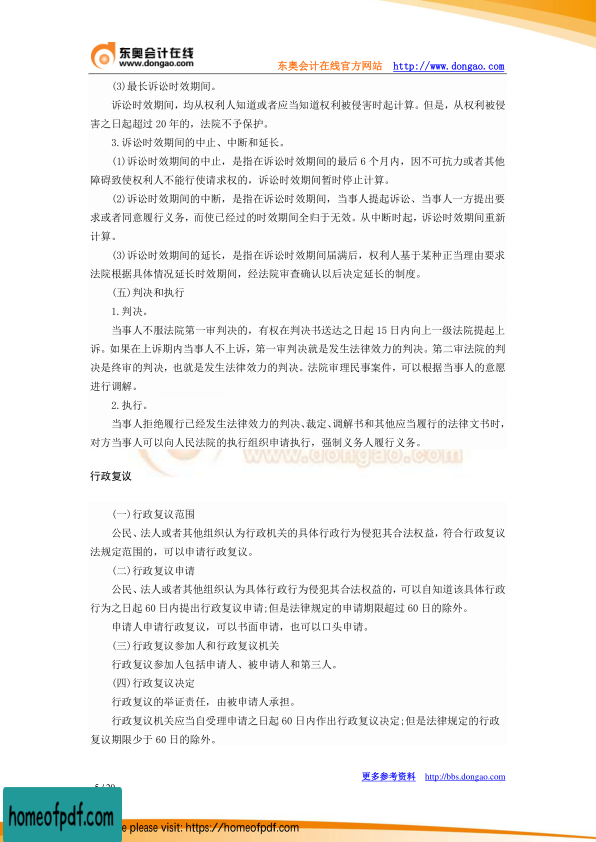 东奥会计在线
www.dongao.com
东奥会计在线官方网站 http://www.dongao.com
(3)最长诉讼时效期间。
诉讼时效期间，均从权利人知道或者应当知道权利被侵害时起计算。但是，从权利被侵
害之日起超过 20 年的，法院不予保护。
3.诉讼时效期间的中止、中断和延长。
(1)诉讼时效期间的中止，是指在诉讼时效期间的最后 6 个月内，因不可抗力或者其他
障碍致使权利人不能行使请求权的，诉讼时效期间暂时停止计算。
(2)诉讼时效期间的中断，是指在诉讼时效期间，当事人提起诉讼、当事人一方提出要
求或者同意履行义务，而使已经过的时效期间全归于无效。从中断时起，诉讼时效期间重新
计算。
(3)诉讼时效期间的延长，是指在诉讼时效期间届满后，权利人基于某种正当理由要求
法院根据具体情况延长时效期间，经法院审查确认以后决定延长的制度。
(五)判决和执行
1.判决。
当事人不服法院第一审判决的，有权在判决书送达之日起 15 日内向上一级法院提起上
诉。如果在上诉期内当事人不上诉，第一审判决就是发生法律效力的判决。第二审法院的判
决是终审的判决，也就是发生法律效力的判决。法院审理民事案件，可以根据当事人的意愿
进行调解。
2.执行。
当事人拒绝履行已经发生法律效力的判决、裁定、调解书和其他应当履行的法律文书时，
对方当事人可以向人民法院的执行组织申请执行，强制义务人履行义务。
www.dongao.com
行政复议
(一)行政复议范围
公民、法人或者其他组织认为行政机关的具体行政行为侵犯其合法权益，符合行政复议
法规定范围的，可以申请行政复议。
(二)行政复议申请
公民、法人或者其他组织认为具体行政行为侵犯其合法权益的，可以自知道该具体行政
行为之日起 60 日内提出行政复议申请;但是法律规定的申请期限超过 60 日的除外。
申请人申请行政复议，可以书面申请，也可以口头申请。
(三)行政复议参加人和行政复议机关
行政复议参加人包括申请人、被申请人和第三人。
(四)行政复议决定
行政复议的举证责任，由被申请人承担。
行政复议机关应当自受理申请之日起 60 日内作出行政复议决定;但是法律规定的行政
复议期限少于 60 日的除外。
更多参考资料 http://bbs.dongao.com
homeofpdf.com
e please visit: https://homeofpdf.com